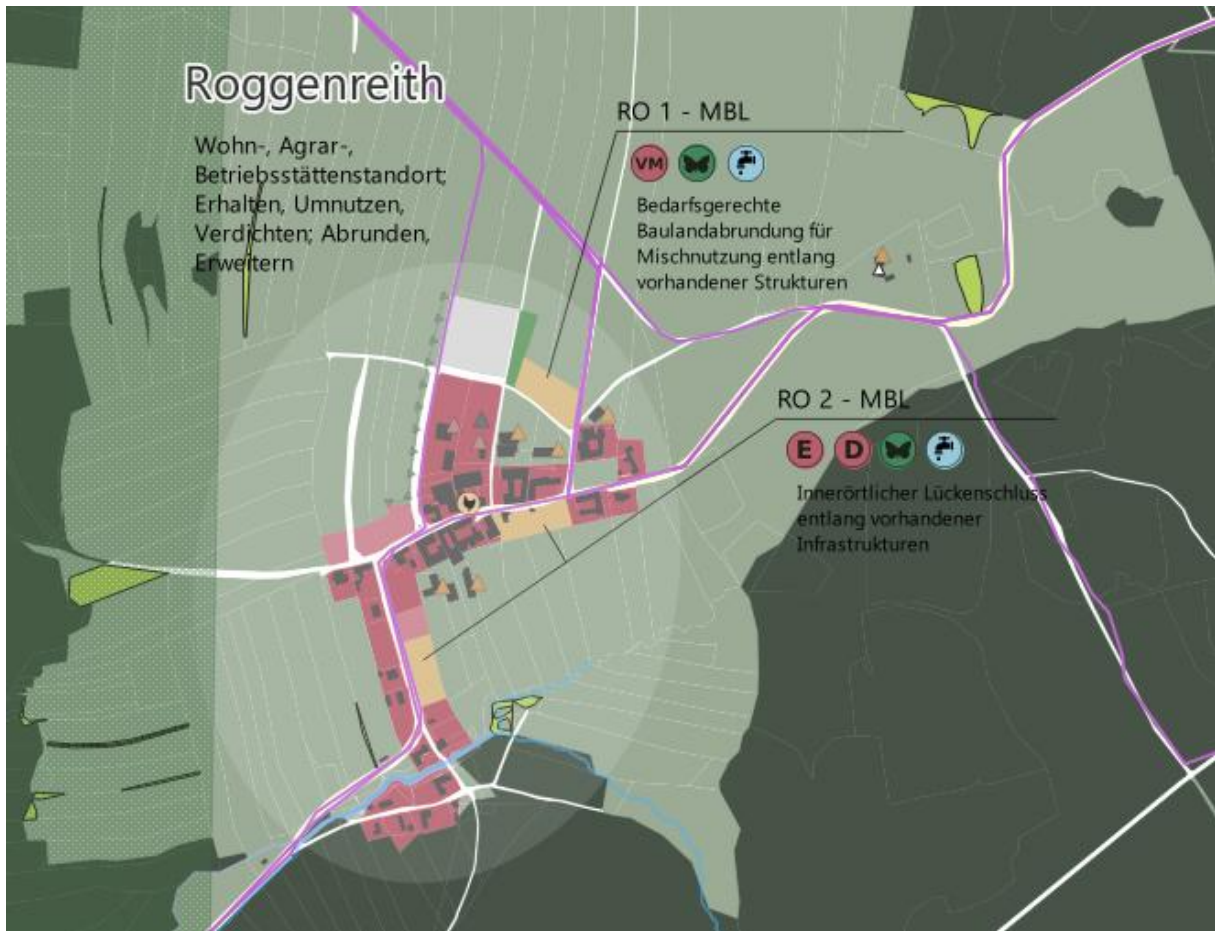 Roggenreith
Wohn-, Agrar-,
Betriebsstättenstandort;
Erhalten, Umnutzen,
Verdichten; Abrunden,
Erweitern
RO 1 - MBL
VM
Bedarfsgerechte
Baulandabrundung für
Mischnutzung entlang
vorhandener Strukturen
RO 2 - MBL
E D
Innerörtlicher Lückenschluss
entlang vorhandener
Infrastrukturen